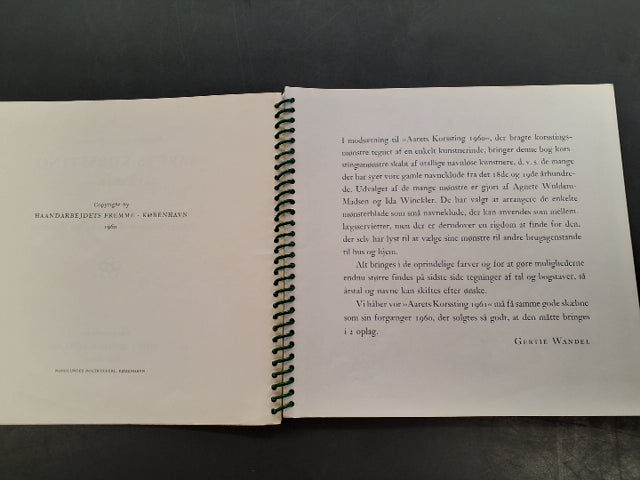 Copyright by
HAANDARBEJDETS FREMME - KØBENHAVN
1960
I modsætning til »Aarets Korssting 1960«, der bragte korsstings-
mønstre tegnet af en enkelt kunstnerinde, bringer denne bog kors-
stingsmønstre skabt af utallige navnløse kunstnere, d. v. s. de mange
der har syet vore gamle navneklude fra det 18de og 19de århundre-
de. Udvalget af de mange mønstre er gjort af Agnete Wuldem-
Madsen og Ida Winckler. De har valgt at arrangere de enkelte
mønsterblade som små navneklude, der kan anvendes som mellem-
lægsservietter, men der er derudover en rigdom at finde for den,
der selv har lyst til at vælge sine mønstre til andre brugsgenstande
til hus og hjem.
Alt bringes i de oprindelige farver og for at gøre mulighederne
endnu større findes på sidste side tegninger af tal og bogstaver, så
årstal og navne kan skiftes efter ønske.
Vi håber vor »Aarets Korssting 1961« må få samme gode skæbne
som sin forgænger 1960, der solgtes så godt, at den måtte bringes
i 2 oplag.
GERTIE WANDEL
BOGTRYKKERI, KØBENHAVN